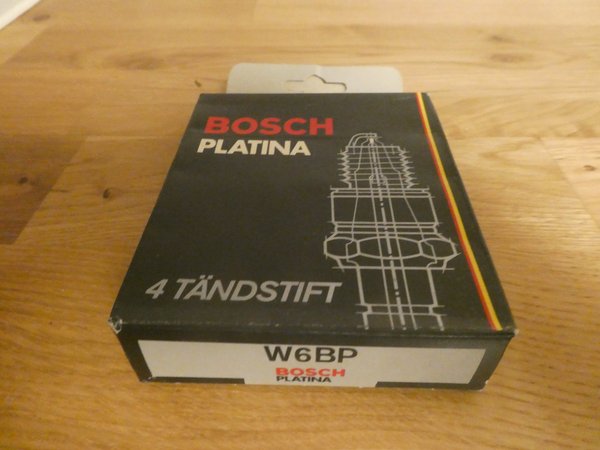 BOSCH
PLATINA
4 TÄNDSTIFT
W6BP
BOSCH
PLATINA